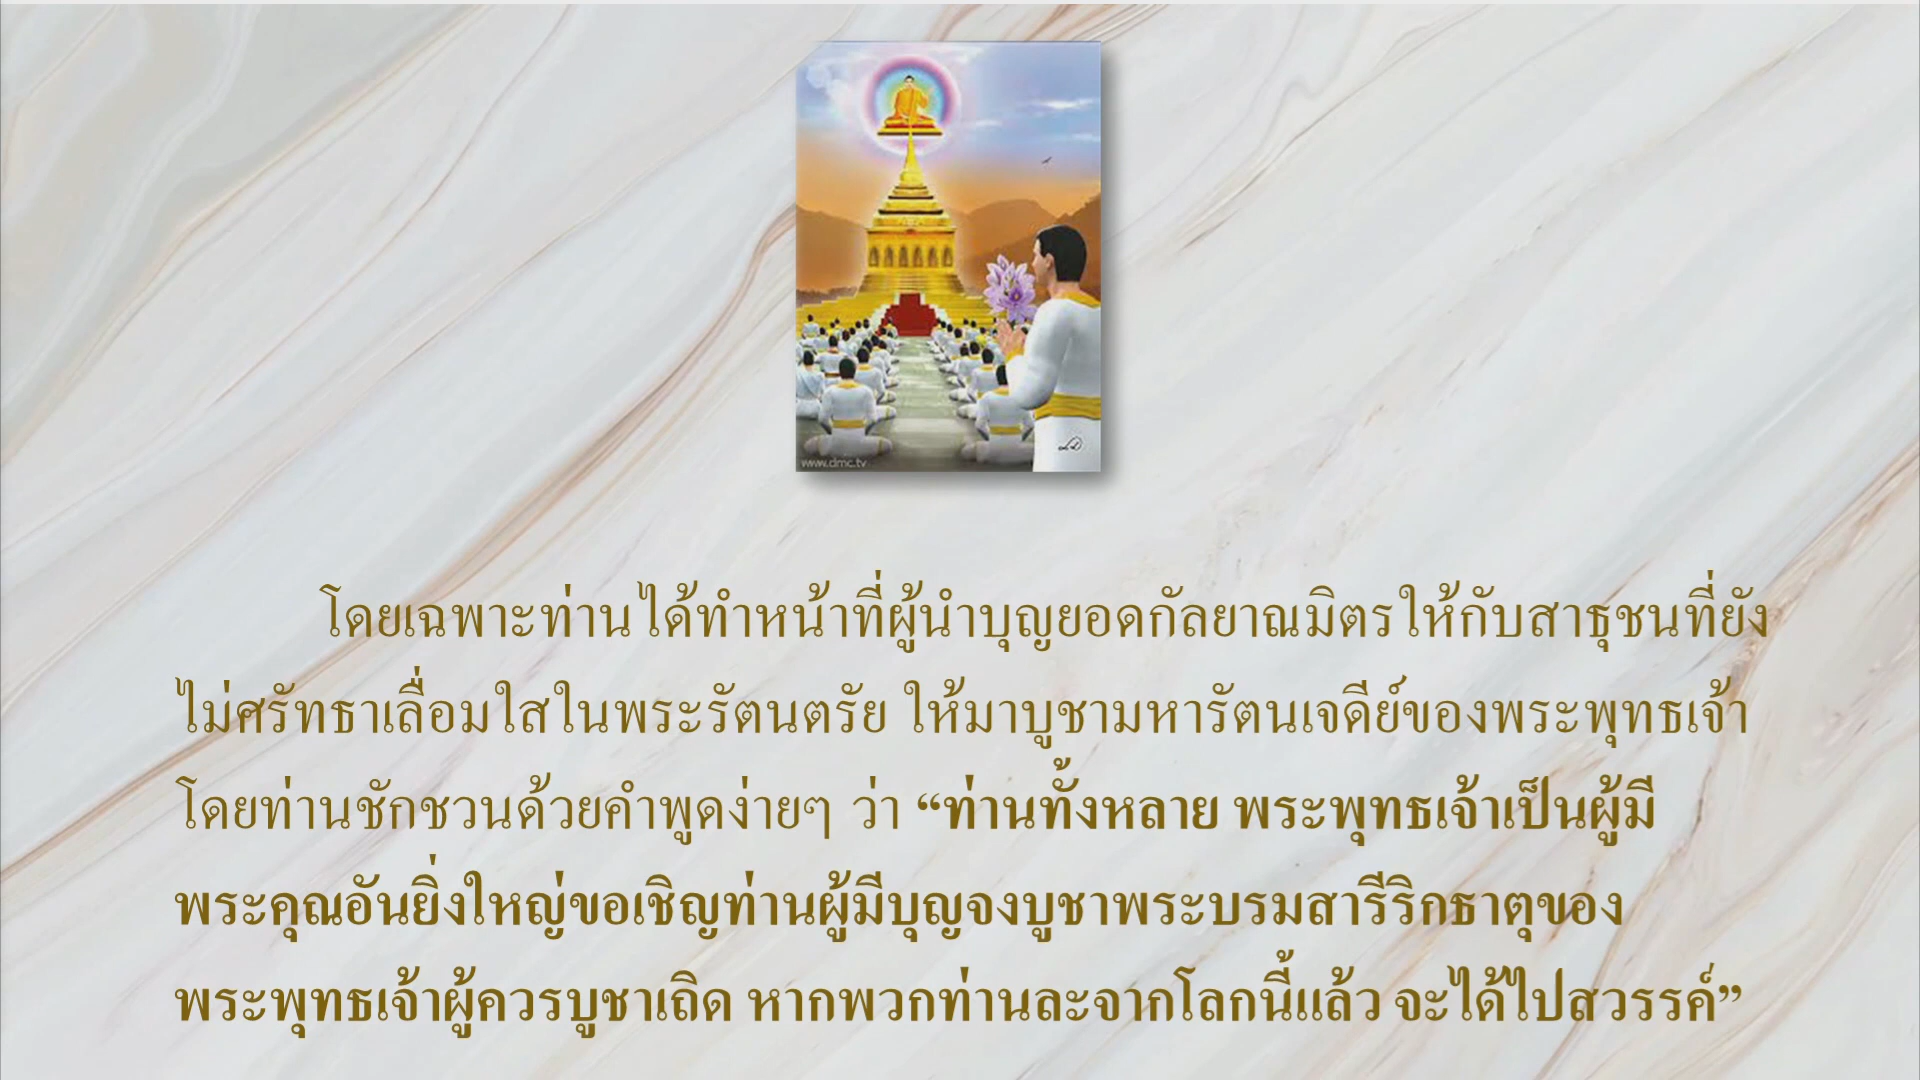 www.dmc.tv
โดยเฉพาะท่านได้ทำหน้าที่ผู้นำบุญยอดกัลยาณมิตรให้กับสาธุชนที่ยัง
ไม่ศรัทธาเลื่อมใสในพระรัตนตรัย ให้มาบูชามหารัตนเจดีย์ของพระพุทธเจ้า
โดยท่านชักชวนด้วยคำพูดง่ายๆ ว่า “ท่านทั้งหลาย พระพุทธเจ้าเป็นผู้มี
พระคุณอันยิ่งใหญ่ขอเชิญท่านผู้มีบุญจงบูชาพระบรมสารีริกธาตุของ
พระพุทธเจ้าผู้ควรบูชาเถิด หากพวกท่านละจากโลกนี้แล้ว จะได้ไปสวรรค์”